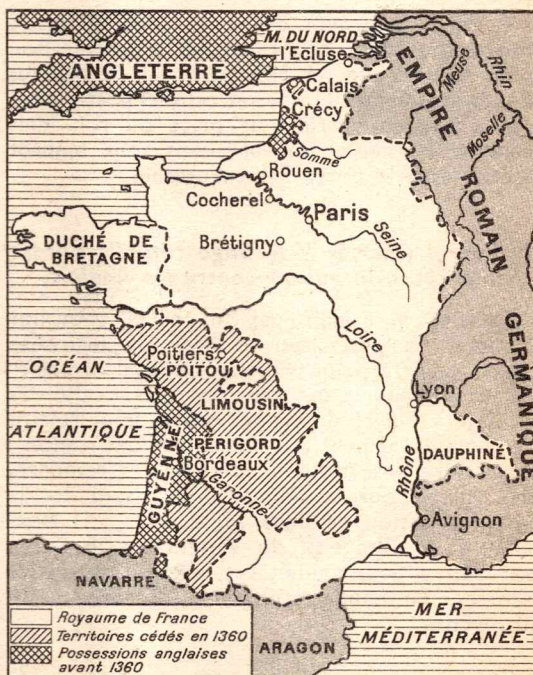 M. DU NORD
l'Ecluse
ANGLETERRE
Calais
Crécy
Somme
EMPIRE
ROMAIN
GERMANIQUE
Meuse
Rhin
Moselle
Rouen
Cocherel
Paris
Seine
Brétigny
DUCHÉ DE
BRETAGNE
Loire
OCÉAN
ATLANTIQUE
Poitiers
POITOU
LIMOUSIN
PÉRIGORD
Bordeaux
GUYENNE
Garonne
Lyon
DAUPHINÉ
Rhône
Avignon
NAVARRE
ARAGON
MER
MÉDITERRANÉE
Royaume de France
Territoires cédés en 1360
Possessions anglaises
avant 1360